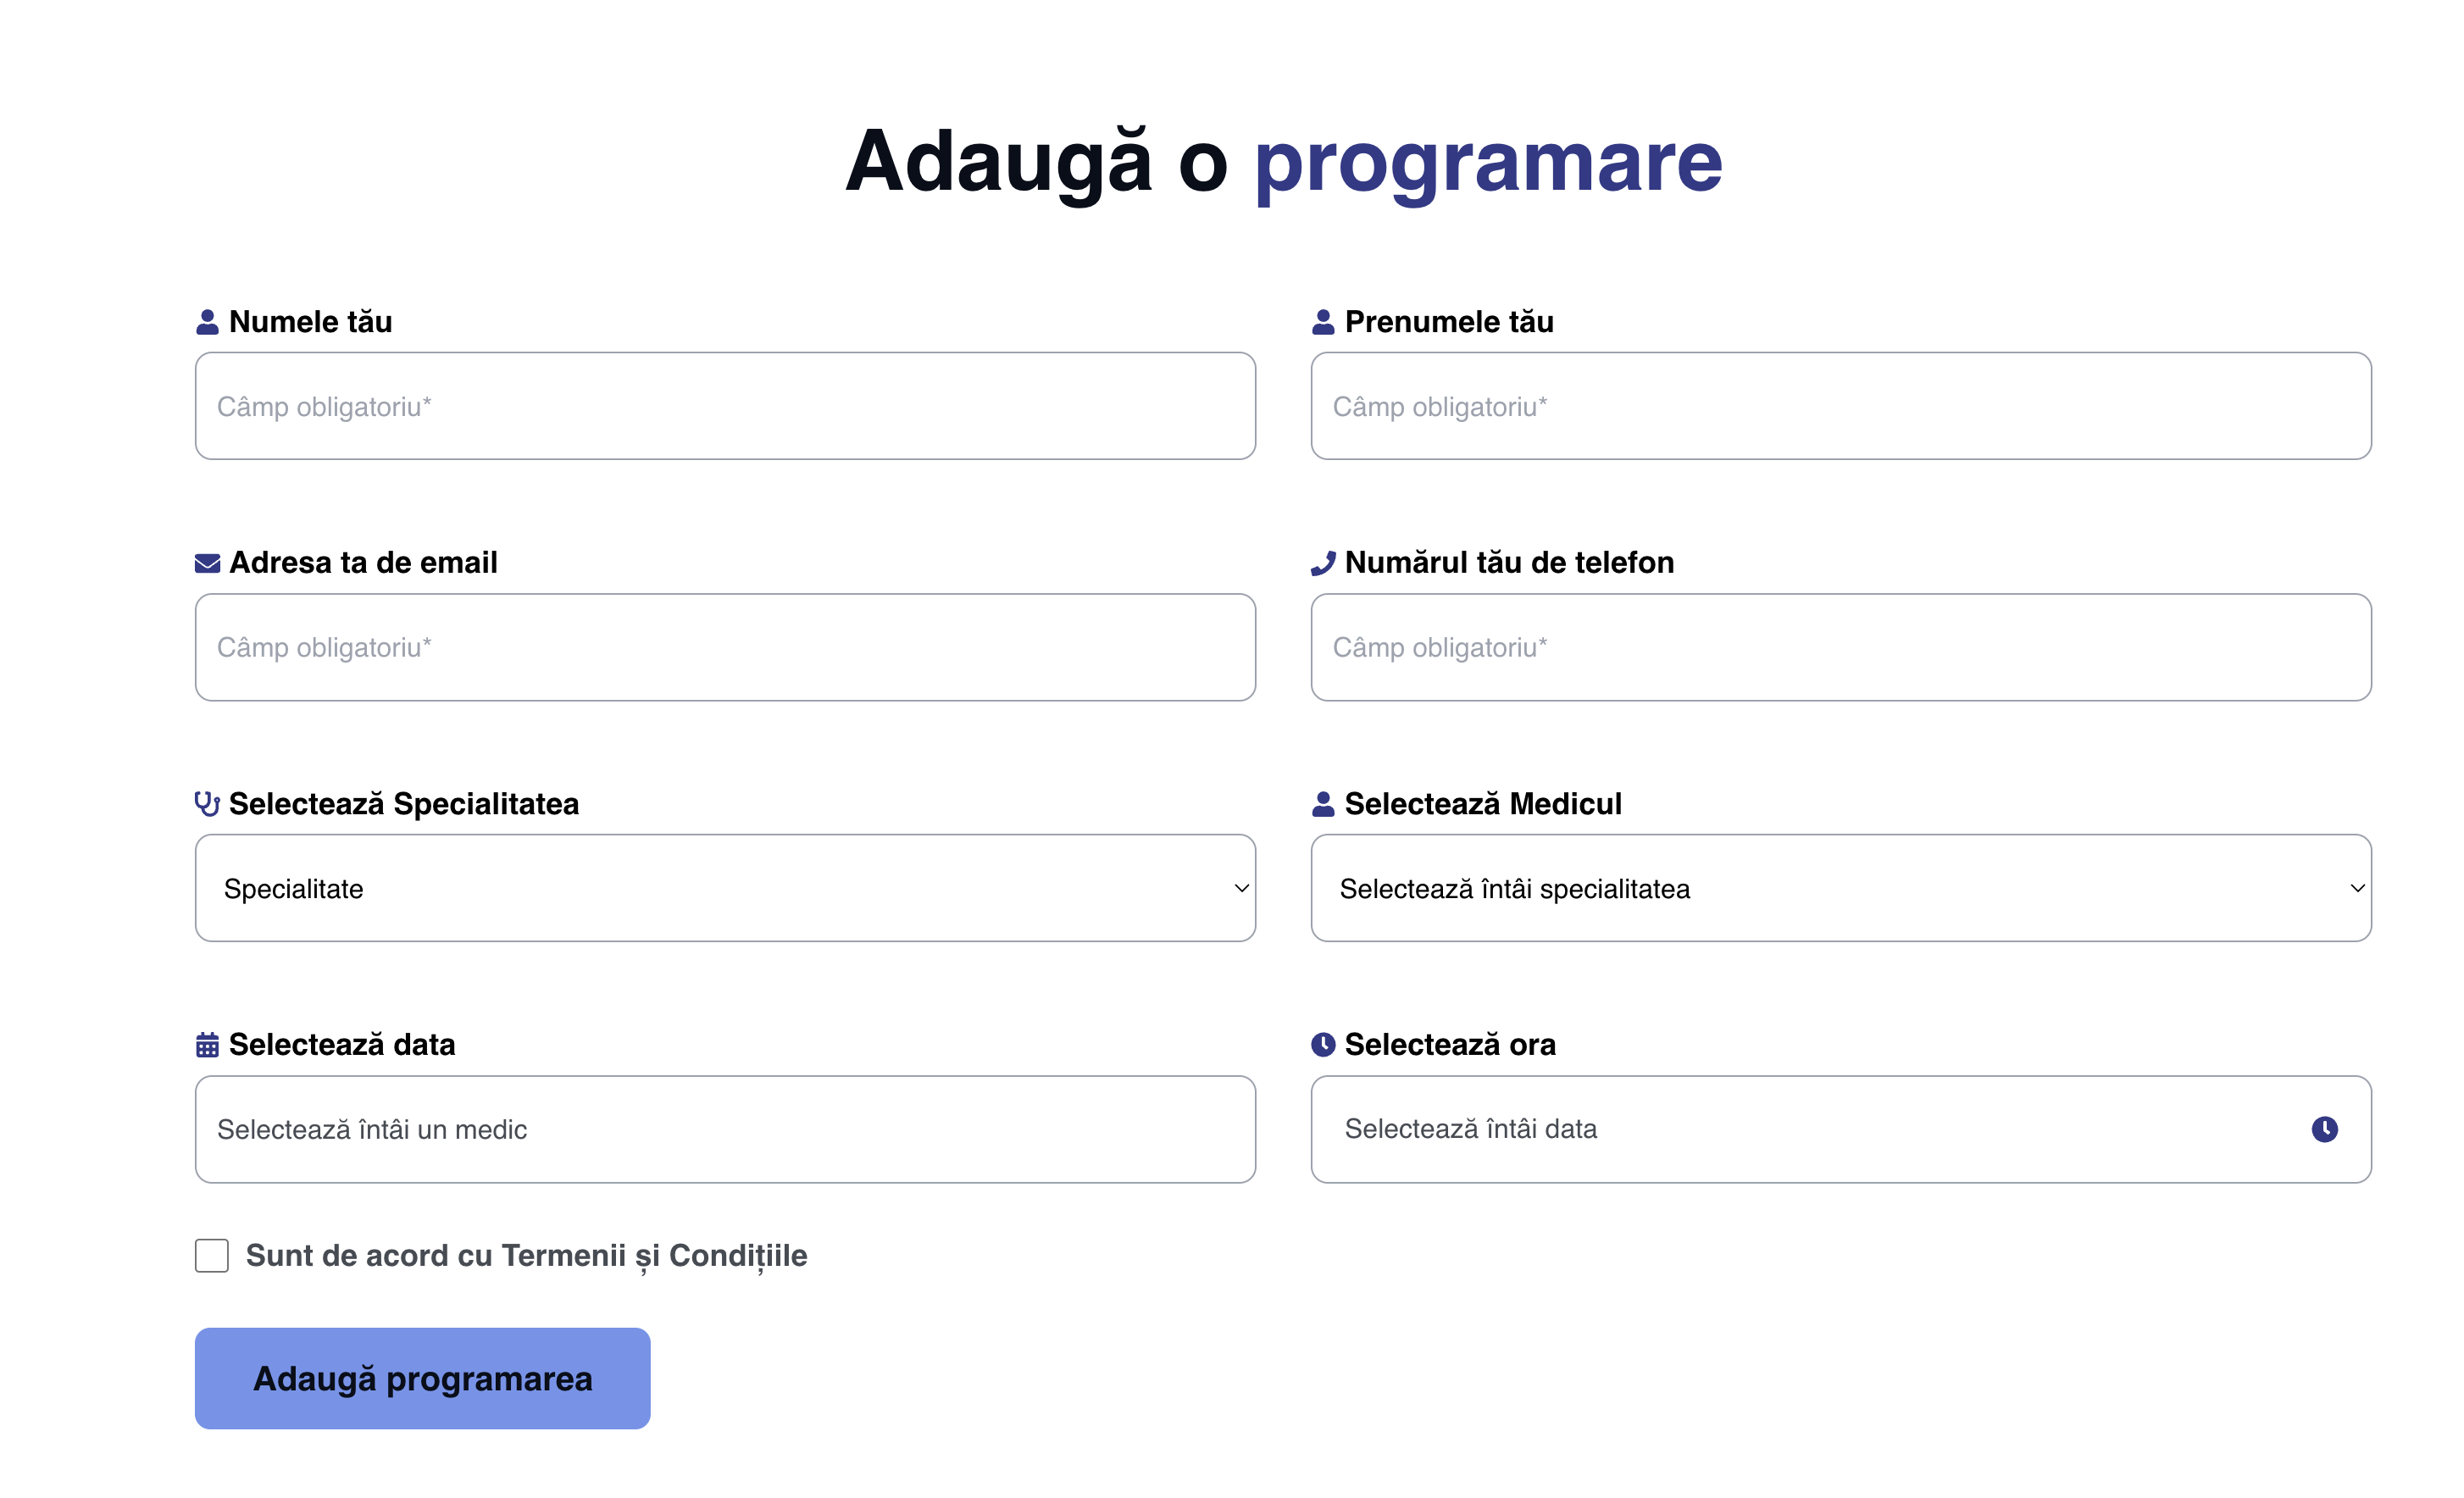 Adaugă o programare
Numele tău
Prenumele tău
Câmp obligatoriu*
Câmp obligatoriu*
Adresa ta de email
Numărul tău de telefon
Câmp obligatoriu*
Câmp obligatoriu*
Selectează Specialitatea
Selectează Medicul
Specialitate
Selectează întâi specialitatea
Selectează data
Selectează ora
Selectează întâi un medic
Selectează întâi data
Sunt de acord cu Termenii și Condițiile
Adaugă programarea